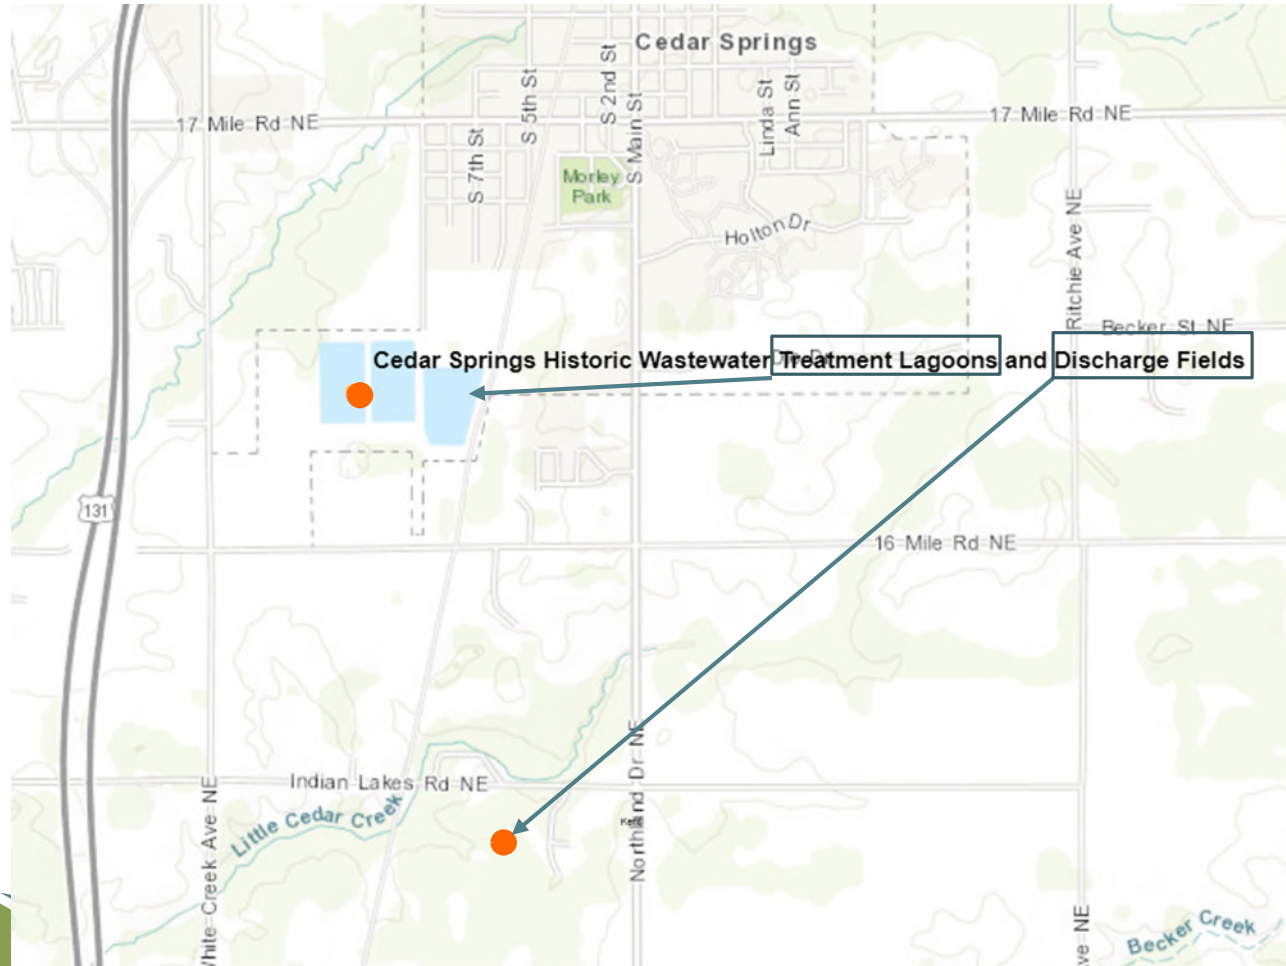 Cedar Springs
17 Mile Rd NE
17 Mile Rd NE
S 7th St
S 5th St
S 2nd St
S Main St
Linda St
Ann St
Morley
Park
Holton Dr
Ritchie Ave NE
Becker St NE
Cedar Springs Historic Wastewater Treatment Lagoons and Discharge Fields
131
16 Mile Rd NE
Indian Lakes Rd NE
Little Cedar Creek
Northland Dr NE
White Creek Ave NE
ve NE
Becker Creek